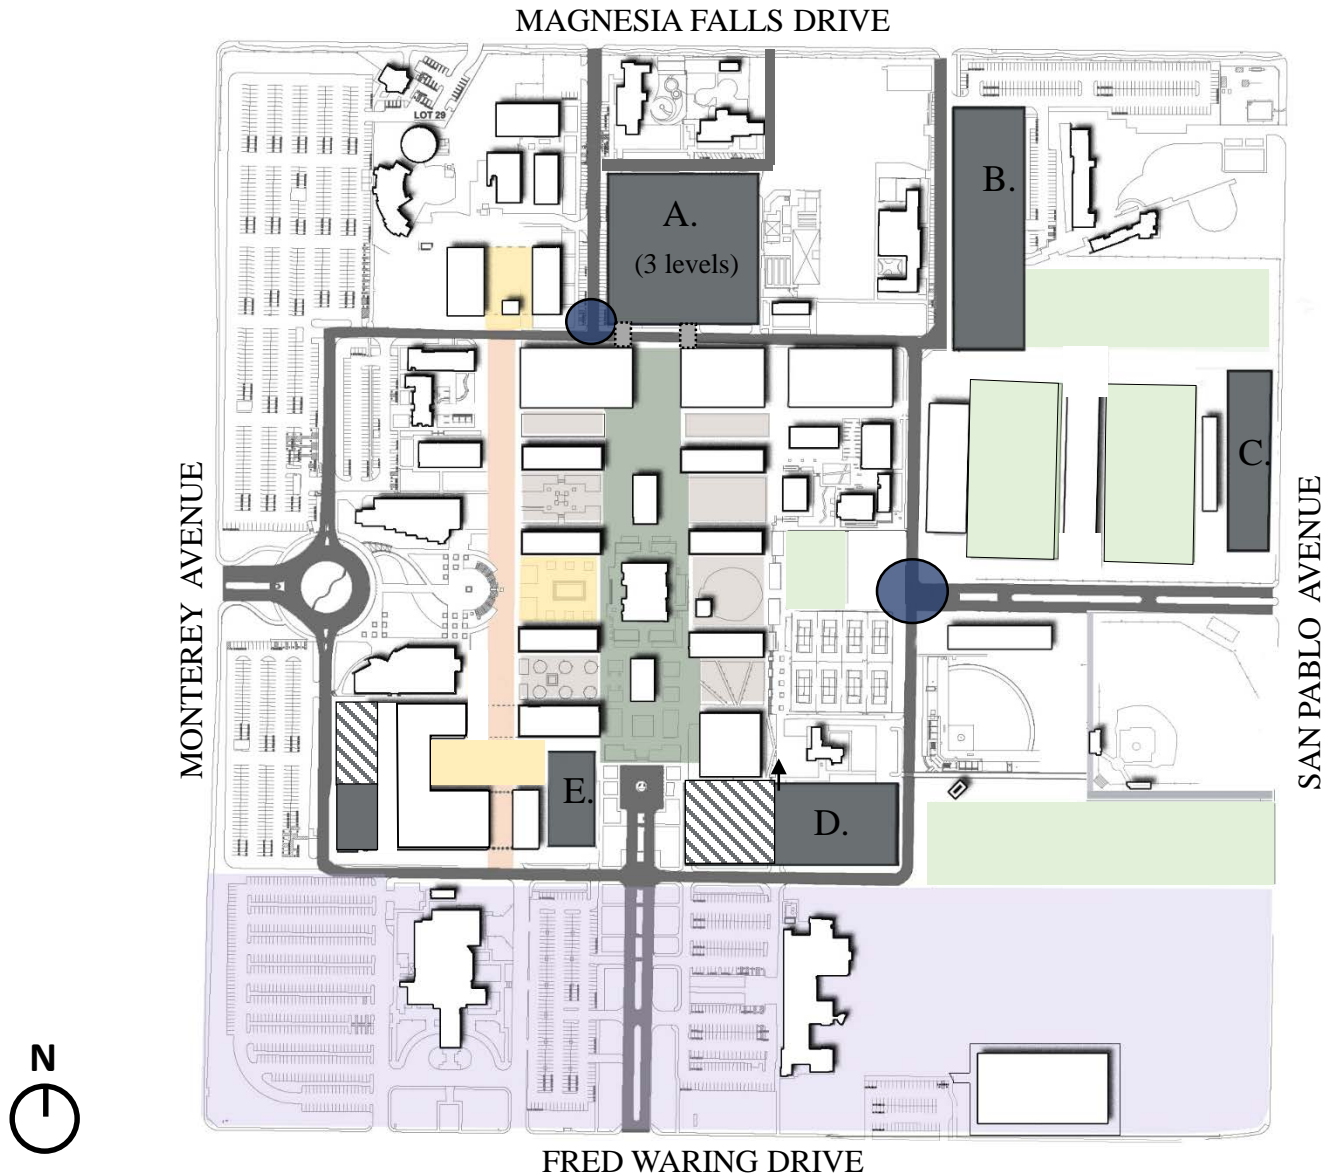 MAGNESIA FALLS DRIVE
LOT 29
B.
A.
(3 levels)
C.
MONTEREY AVENUE
SAN PABLO AVENUE
E.
D.
N
FRED WARING DRIVE